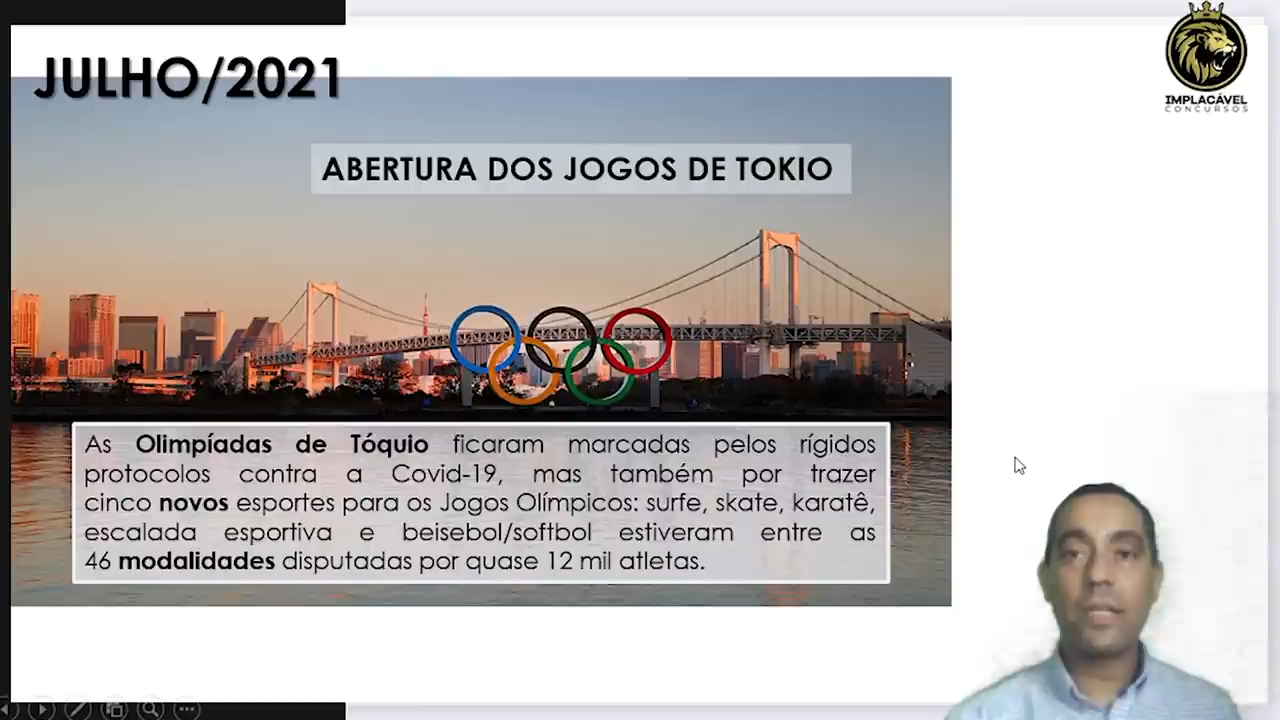 JULHO/2021
IMPLACÁVEL
CONCURSOS
ABERTURA DOS JOGOS DE TOKIO
As Olimpíadas de Tóquio ficaram marcadas pelos rígidos
protocolos contra a Covid-19, mas também por trazer
cinco novos esportes para os Jogos Olímpicos: surfe, skate, karatê,
escalada esportiva e beisebol/softbol estiveram entre as
46 modalidades disputadas por quase 12 mil atletas.